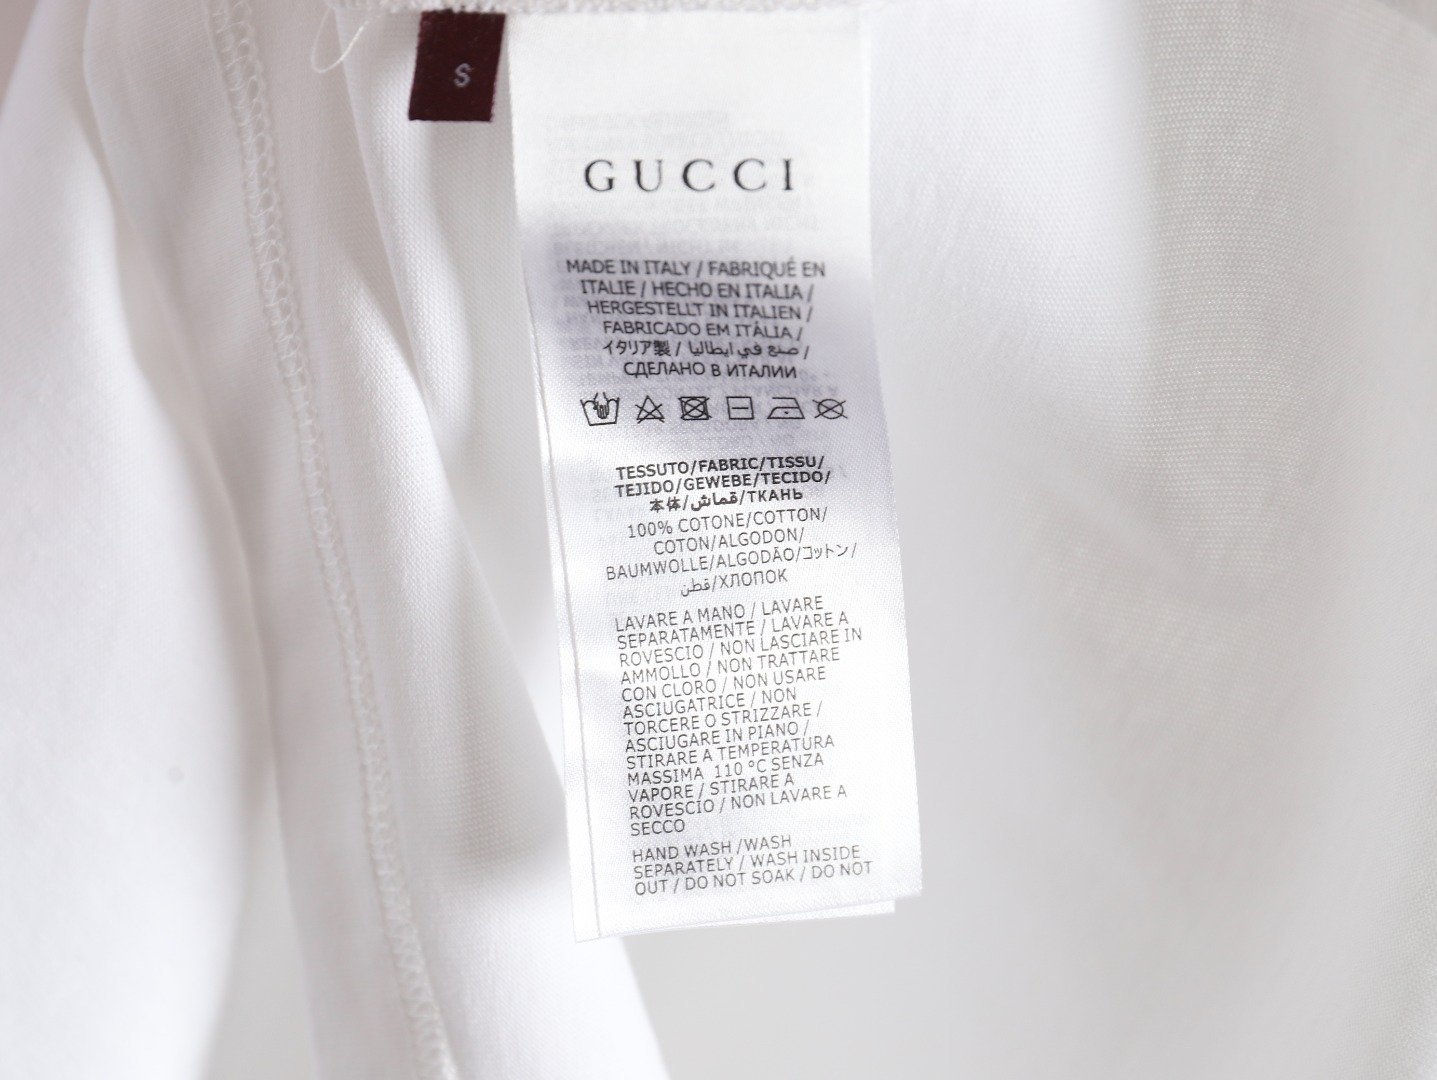 S
GUCCI
MADE IN ITALY / FABRIQUÉ EN
ITALIE / HECHO EN ITALIA /
HERGESTELLT IN ITALIEN /
FABRICADO EM ITÀLIA /
イタリア製 / صنع في ايطاليا /
СДЕЛАНО В ИТАЛИИ
TESSUTO/FABRIC/TISSU/
TEJIDO/GEWEBE/TECIDO/
本体/قماش/ТКАНЬ
100% COTONE/COTTON/
COTON/ALGODON/
BAUMWOLLE/ALGODÃO/コットン/
قطن/ХЛОПОК
LAVARE A MANO / LAVARE
SEPARATAMENTE / LAVARE A
ROVESCIO / NON LASCIARE IN
AMMOLLO / NON TRATTARE
CON CLORO / NON USARE
ASCIUGATRICE / NON
TORCERE O STRIZZARE /
ASCIUGARE IN PIANO /
STIRARE A TEMPERATURA
MASSIMA 110 °C SENZA
VAPORE / STIRARE A
ROVESCIO / NON LAVARE A
SECCO
HAND WASH /WASH
SEPARATELY / WASH INSIDE
OUT / DO NOT SOAK / DO NOT